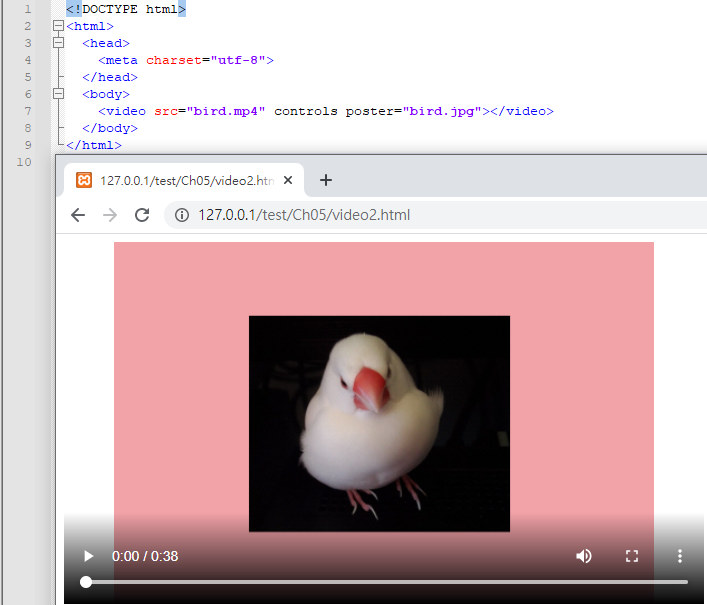 1 <!DOCTYPE html>
2 <html>
3 <head>
4 <meta charset="utf-8">
5 </head>
6 <body>
7 <video src="bird.mp4" controls poster="bird.jpg"></video>
8 </body>
9 </html>
10
127.0.0.1/test/Ch05/video2.htm
127.0.0.1/test/Ch05/video2.html
0:00 / 0:38